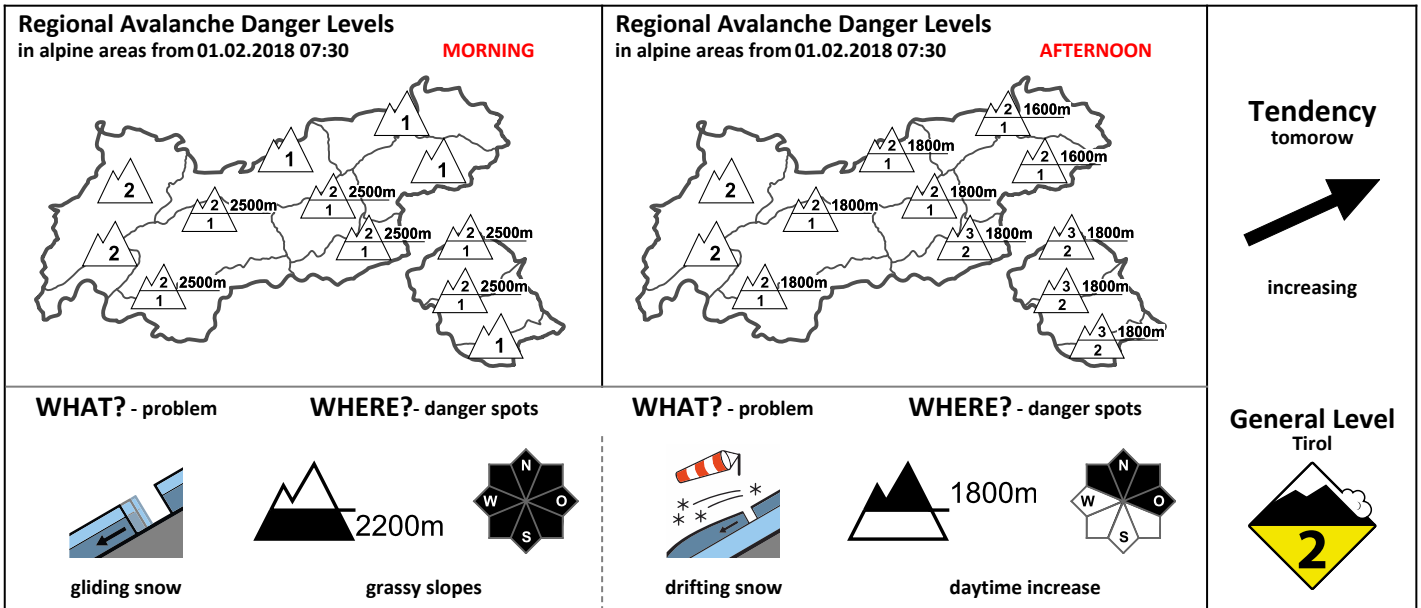 Regional Avalanche Danger Levels
in alpine areas from 01.02.2018 07:30 MORNING
1
1
1
2
2 2500m
1
2 2500m
1
2
2 2500m
1
2 2500m
1
2 2500m
1
2 2500m
1
1
Regional Avalanche Danger Levels
in alpine areas from 01.02.2018 07:30 AFTERNOON
2 1600m
1
2 1800m
1
2 1600m
1
2
2 1800m
1
2 1800m
1
2
3 1800m
2
3 1800m
2
2 1800m
1
3 1800m
2
3 1800m
2
Tendency
tomorow
increasing
WHAT? - problem
gliding snow
WHERE? - danger spots
2200m
N
W O
S
grassy slopes
WHAT? - problem
drifting snow
WHERE? - danger spots
1800m
N
W O
S
daytime increase
General Level
Tirol
2